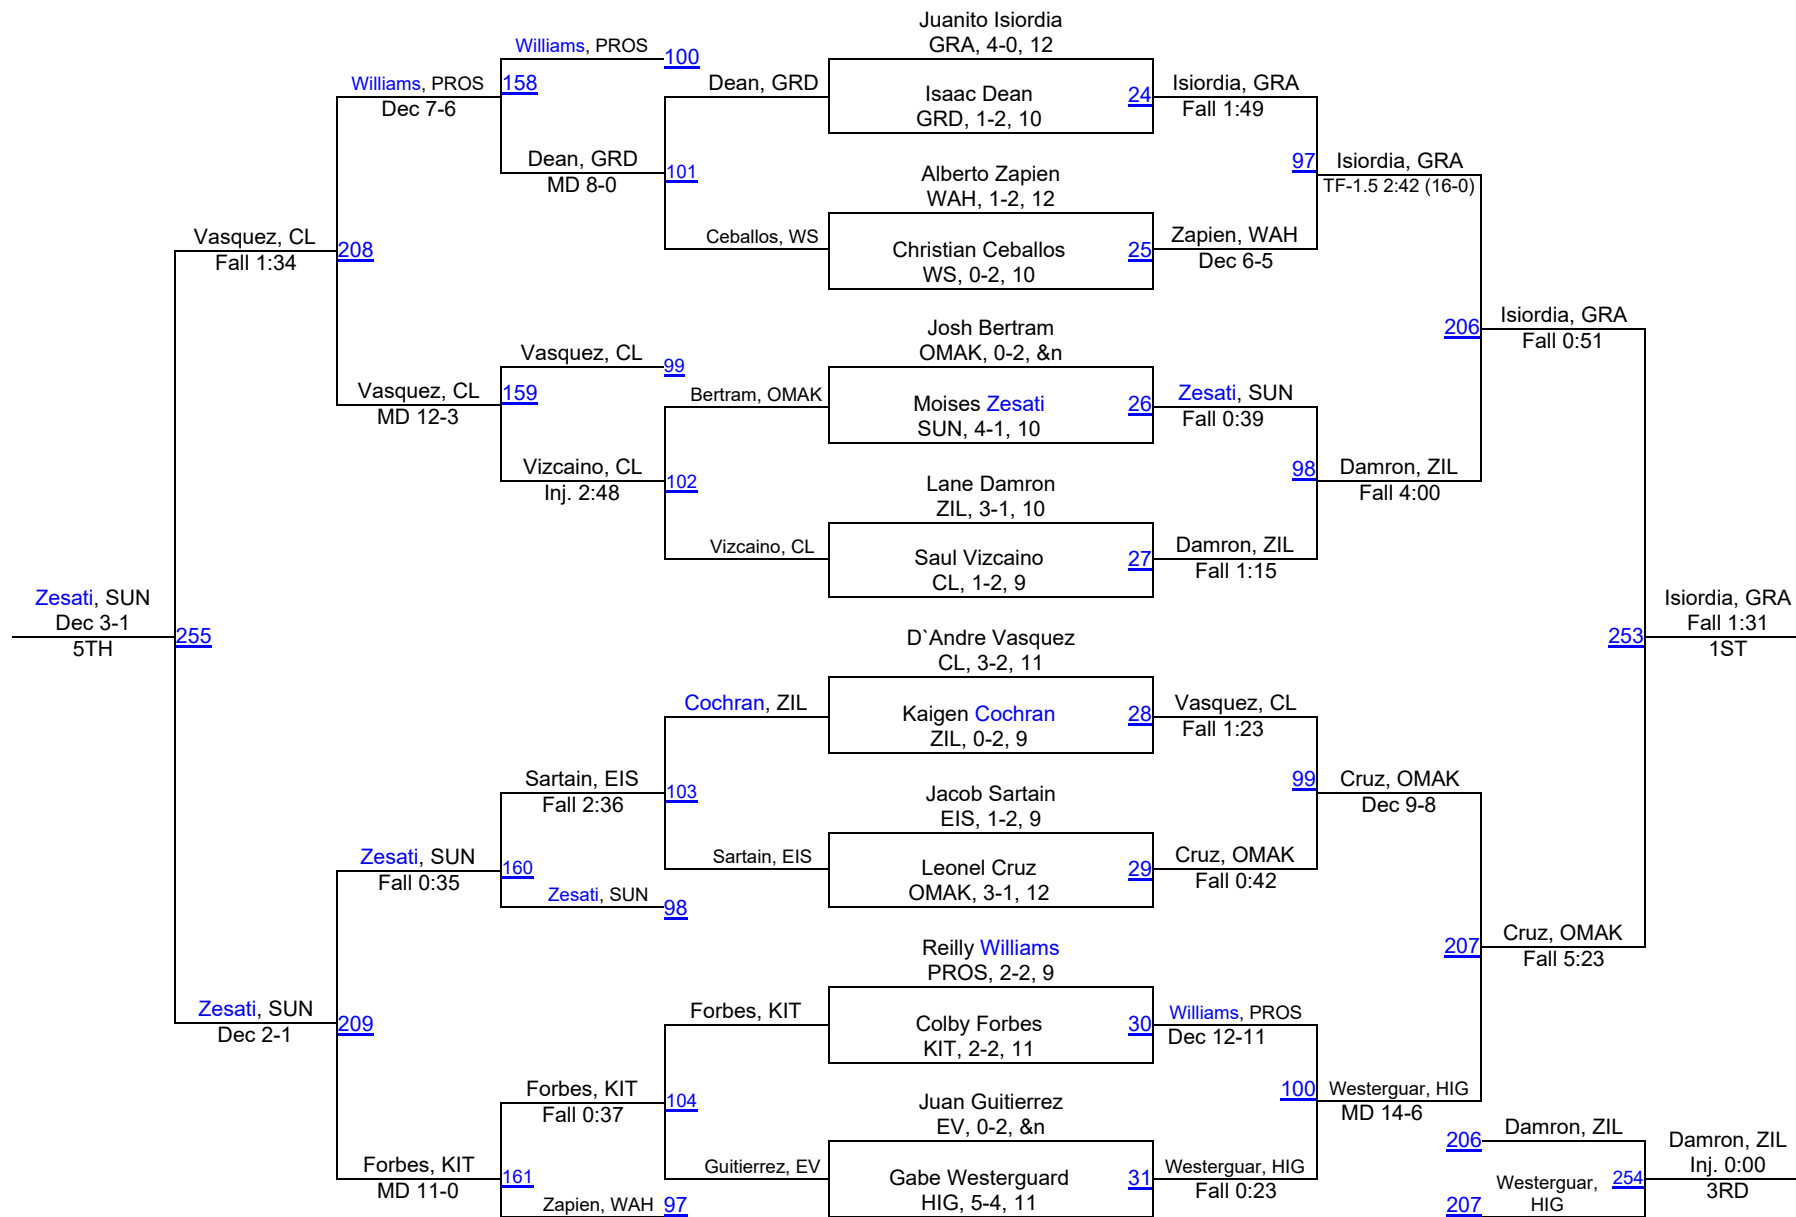 Juanito Isiordia
GRA, 4-0, 12
Williams, PROS
100
Williams, PROS
158
Dec 7-6
Dean, GRD
Isaac Dean
GRD, 1-2, 10
24
Isiordia, GRA
Fall 1:49
Dean, GRD
MD 8-0
101
Alberto Zapien
WAH, 1-2, 12
97
Isiordia, GRA
TF-1.5 2:42 (16-0)
Vasquez, CL
Fall 1:34
208
Ceballos, WS
Christian Ceballos
WS, 0-2, 10
25
Zapien, WAH
Dec 6-5
Josh Bertram
OMAK, 0-2, &n
206
Isiordia, GRA
Fall 0:51
Vasquez, CL
99
Vasquez, CL
MD 12-3
159
Bertram, OMAK
Moises Zesati
SUN, 4-1, 10
26
Zesati, SUN
Fall 0:39
Vizcaino, CL
Inj. 2:48
102
Lane Damron
ZIL, 3-1, 10
98
Damron, ZIL
Fall 4:00
Vizcaino, CL
Saul Vizcaino
CL, 1-2, 9
27
Damron, ZIL
Fall 1:15
Zesati, SUN
Dec 3-1
5TH
255
D`Andre Vasquez
CL, 3-2, 11
253
Isiordia, GRA
Fall 1:31
1ST
Cochran, ZIL
Kaigen Cochran
ZIL, 0-2, 9
28
Vasquez, CL
Fall 1:23
Sartain, EIS
Fall 2:36
103
Jacob Sartain
EIS, 1-2, 9
99
Cruz, OMAK
Dec 9-8
Zesati, SUN
Fall 0:35
160
Zesati, SUN
98
Sartain, EIS
Leonel Cruz
OMAK, 3-1, 12
29
Cruz, OMAK
Fall 0:42
Reilly Williams
PROS, 2-2, 9
207
Cruz, OMAK
Fall 5:23
Zesati, SUN
Dec 2-1
209
Forbes, KIT
Colby Forbes
KIT, 2-2, 11
30
Williams, PROS
Dec 12-11
Forbes, KIT
Fall 0:37
104
Juan Guitierrez
EV, 0-2, &n
100
Westerguar, HIG
MD 14-6
Forbes, KIT
MD 11-0
161
Zapien, WAH
97
Guitierrez, EV
Gabe Westerguard
HIG, 5-4, 11
31
Westerguar, HIG
Fall 0:23
206
Damron, ZIL
207
Westerguar,
HIG
254
Damron, ZIL
Inj. 0:00
3RD